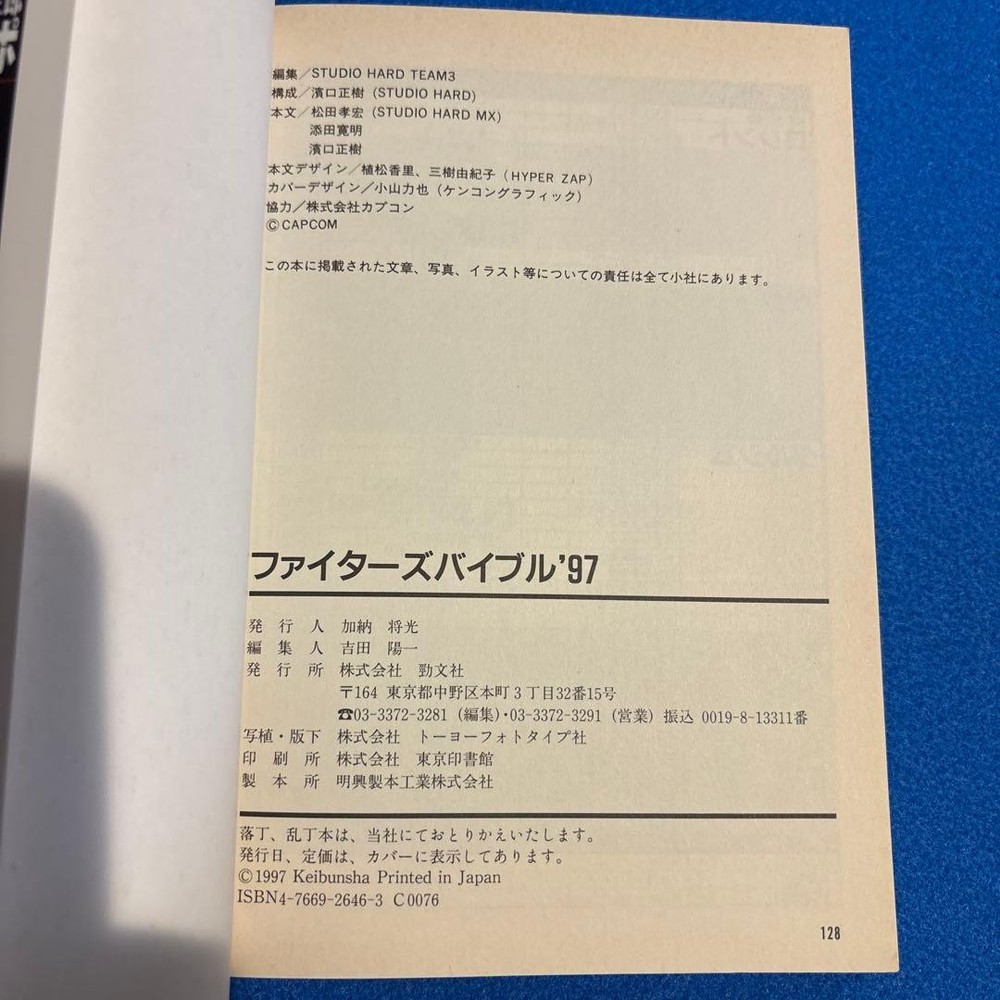 編集／STUDIO HARD TEAM3
構成／濱口正樹（STUDIO HARD）
本文／松田孝宏（STUDIO HARD MX）
添田寛明
濱口正樹
本文デザイン／植松香里、三樹由紀子（HYPER ZAP）
カバーデザイン／小山力也（ケンコングラフィック）
協力／株式会社カプコン
©CAPCOM
この本に掲載された文章、写真、イラスト等についての責任は全て小社にあります。
ファイターズバイブル'97
発行人 加納 将光
編集人 吉田 陽一
発行所 株式会社 勁文社
〒164 東京都中野区本町3丁目32番15号
☎03-3372-3281（編集）・03-3372-3291（営業）振込 0019-8-13311番
写植・版下 株式会社 トーヨーフォトタイプ社
印刷所 株式会社 東京印書館
製本所 明興製本工業株式会社
落丁、乱丁本は、当社にておとりかえいたします。
発行日、定価は、カバーに表示してあります。
©1997 Keibunsha Printed in Japan
ISBN4-7669-2646-3 C0076
128